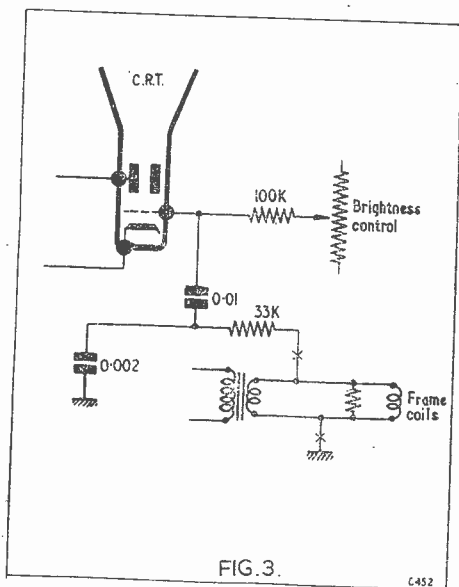 C.R.T.
100K
Brightness
control
0·01
33K
0·002
Frame
coils
FIG.3.
C452